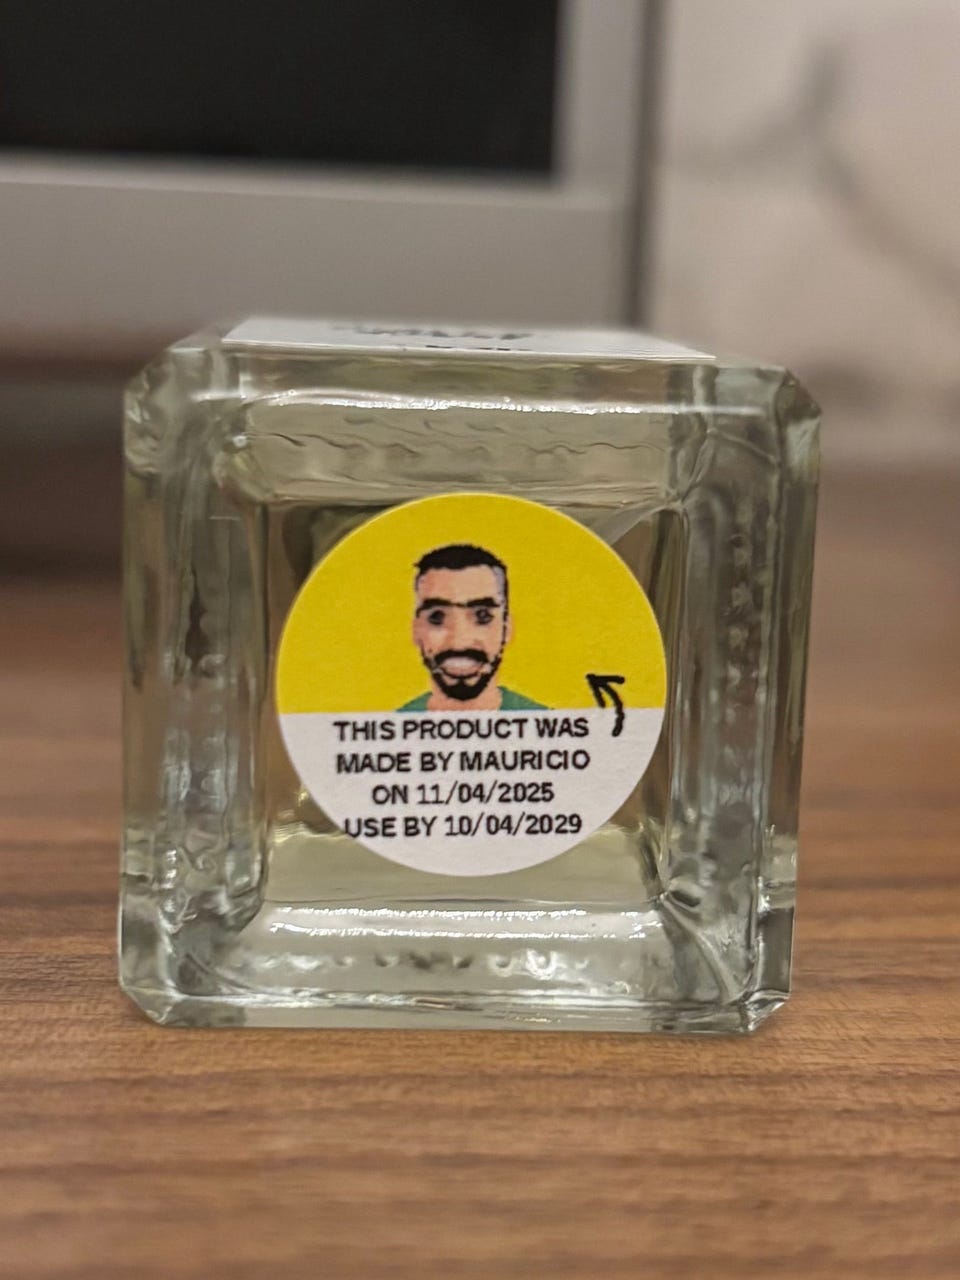 THIS PRODUCT WAS
MADE BY MAURICIO
ON 11/04/2025
USE BY 10/04/2029